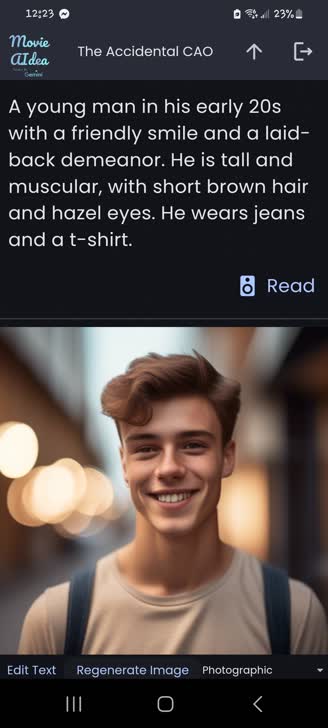 12:23
23%
Movie
AIdea
Gemini
The Accidental CAO
A young man in his early 20s
with a friendly smile and a laid-
back demeanor. He is tall and
muscular, with short brown hair
and hazel eyes. He wears jeans
and a t-shirt.
Read
Edit Text
Regenerate Image
Photographic